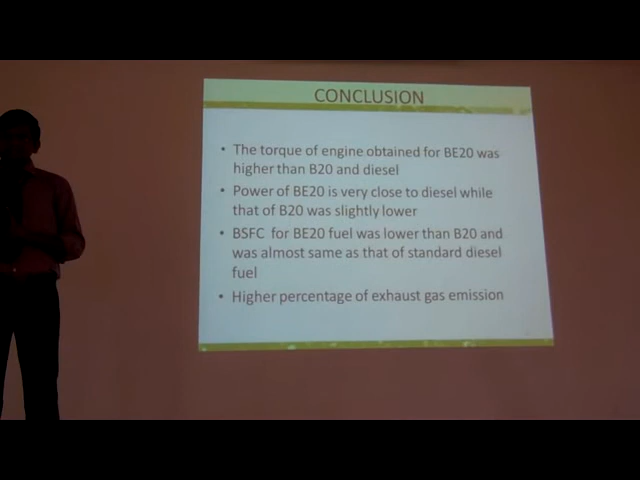 CONCLUSION
• The torque of engine obtained for BE20 was
higher than B20 and diesel
• Power of BE20 is very close to diesel while
that of B20 was slightly lower
• BSFC for BE20 fuel was lower than B20 and
was almost same as that of standard diesel
fuel
• Higher percentage of exhaust gas emission